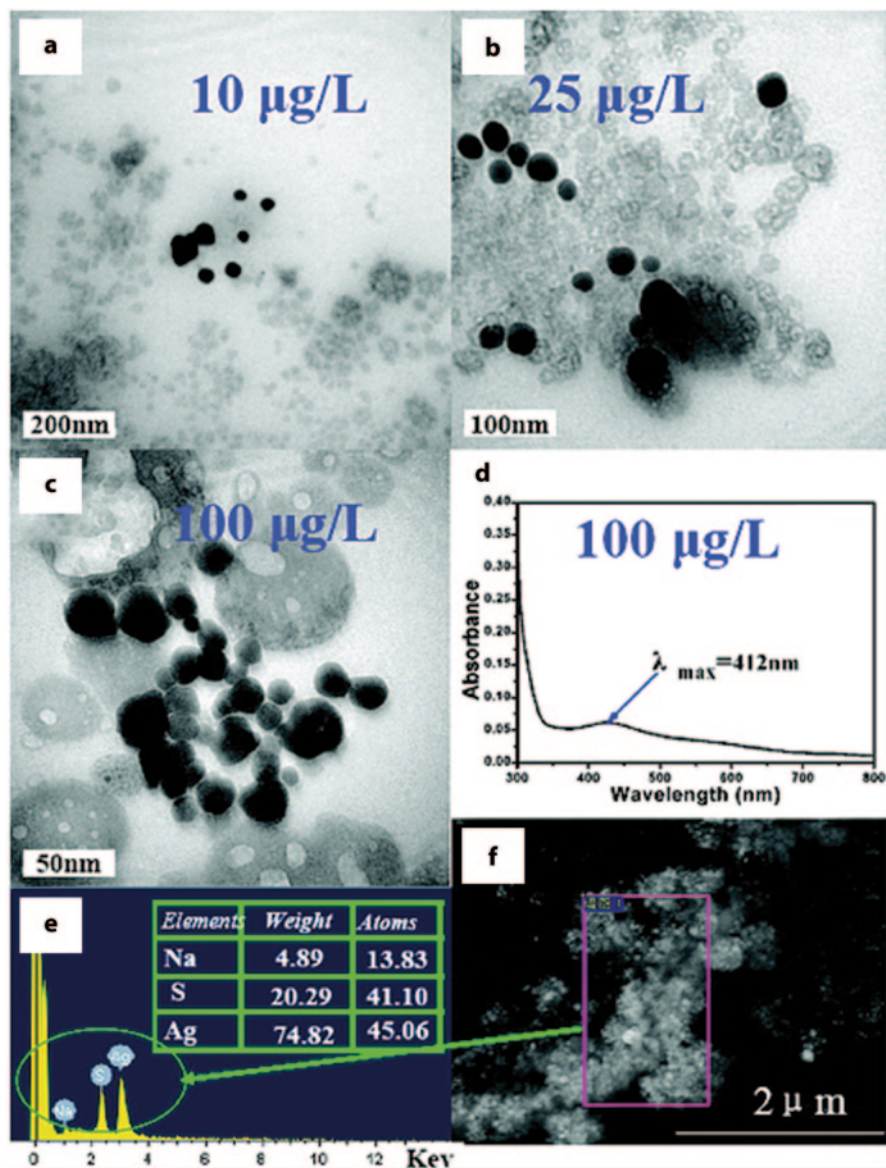 a
10 µg/L
200nm
b
25 µg/L
100nm
c
100 µg/L
50nm
d
100 µg/L
Absorbance
0.40
0.35
0.30
0.25
0.20
0.15
0.10
0.05
0.00
λ max=412nm
300 400 500 600 700 800
Wavelength (nm)
e
Elements Weight Atoms
Na 4.89 13.83
S 20.29 41.10
Ag 74.82 45.06
Na S Ag
0 2 4 6 8 10 12 Key
f
2 µ m